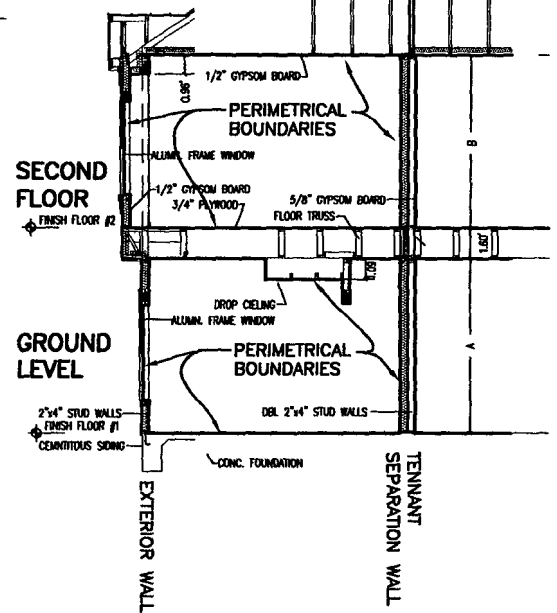 1/2" GYPSOM BOARD
0.96'
PERIMETRICAL
BOUNDARIES
B
ALUMN. FRAME WINDOW
SECOND
FLOOR
1/2" GYPSOM BOARD
3/4" PLYWOOD
5/8" GYPSOM BOARD
FLOOR TRUSS
FINISH FLOOR #2
1.60'
1.09'
DROP CIELING
ALUMN. FRAME WINDOW
GROUND
LEVEL
PERIMETRICAL
BOUNDARIES
A
2"x4" STUD WALLS
DBL 2"x4" STUD WALLS
FINISH FLOOR #1
CEMNTITOUS SIDING
CONC. FOUNDATION
EXTERIOR WALL
TENNANT
SEPARATION WALL